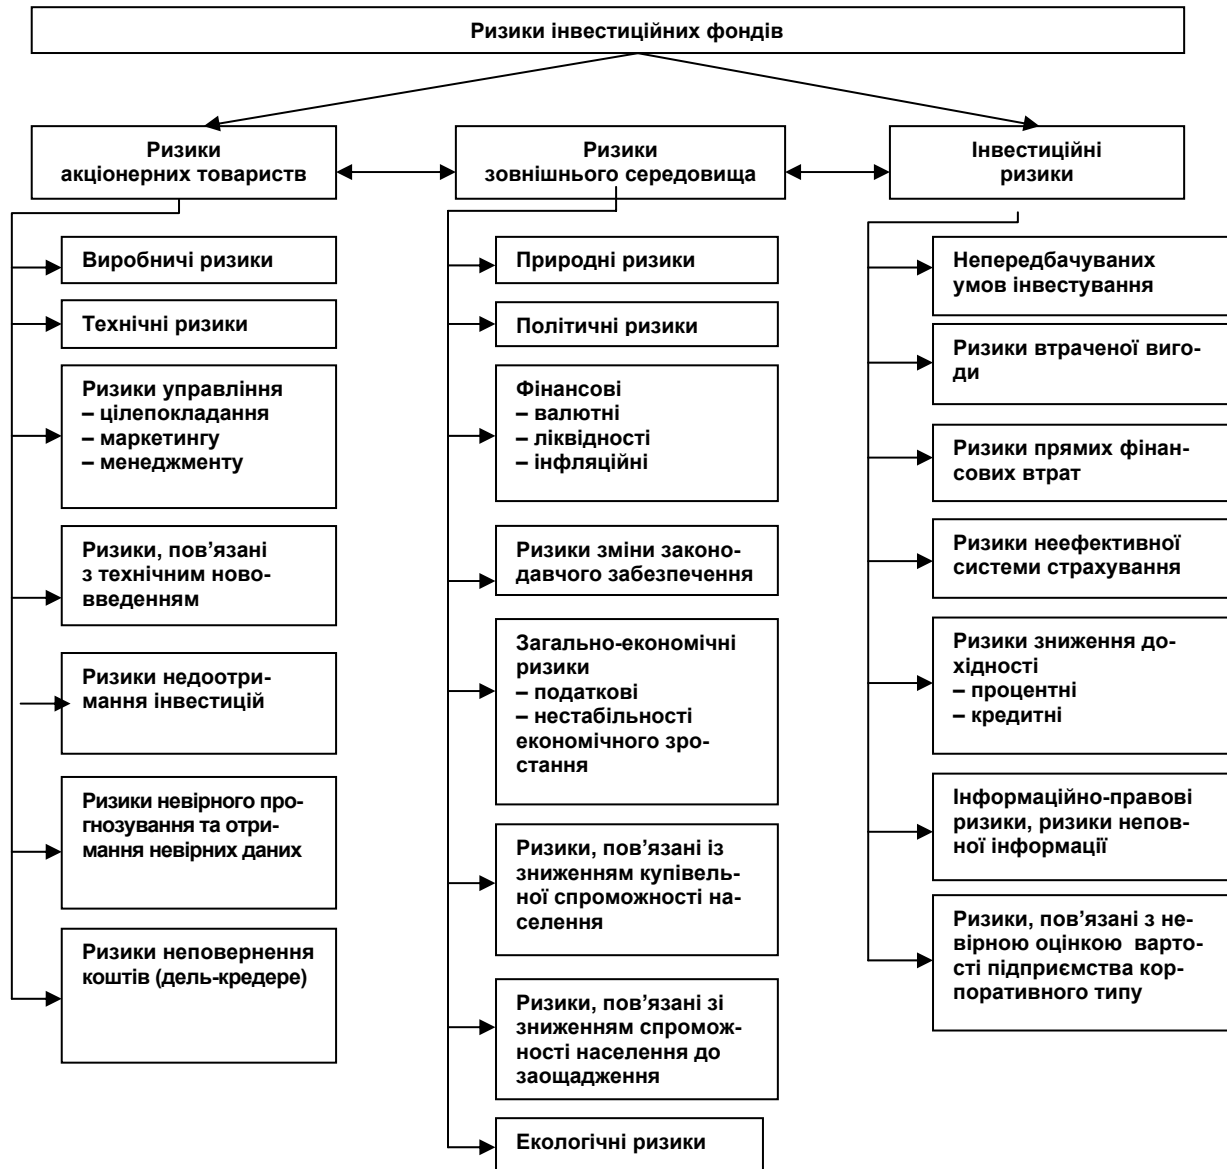 Ризики інвестиційних фондів
Ризики
акціонерних товариств
Ризики
зовнішнього середовища
Інвестиційні
ризики
Виробничі ризики
Технічні ризики
Ризики управління
– цілепокладання
– маркетингу
– менеджменту
Ризики, пов’язані
з технічним ново-
введенням
Ризики недоотри-
мання інвестицій
Ризики невірного про-
гнозування та отри-
мання невірних даних
Ризики неповернення
коштів (дель-кредере)
Природні ризики
Політичні ризики
Фінансові
– валютні
– ліквідності
– інфляційні
Ризики зміни законо-
давчого забезпечення
Загально-економічні
ризики
– податкові
– нестабільності
економічного зро-
стання
Ризики, пов’язані із
зниженням купівель-
ної спроможності на-
селення
Ризики, пов’язані зі
зниженням спромож-
ності населення до
заощадження
Екологічні ризики
Непередбачуваних
умов інвестування
Ризики втраченої виго-
ди
Ризики прямих фінан-
сових втрат
Ризики неефективної
системи страхування
Ризики зниження до-
хідності
– процентні
– кредитні
Інформаційно-правові
ризики, ризики непов-
ної інформації
Ризики, пов’язані з не-
вірною оцінкою вартo-
сті підприємства кор-
поративного типу